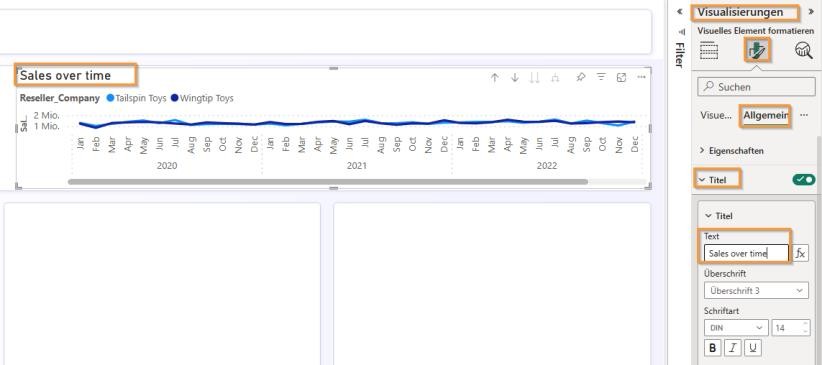 Sales over time
Reseller_Company Tailspin Toys Wingtip Toys
Sal...
2 Mio.
1 Mio.
Jan Feb Mar Apr May Jun Jul Aug Sep Oct Nov Dec Jan Feb Mar Apr May Jun Jul Aug Sep Oct Nov Dec Jan Feb Mar Apr May Jun Jul Aug Sep Oct Nov Dec
2020 2021 2022
Filter
Visualisierungen
Visuelles Element formatieren
Suchen
Visue... Allgemein ...
Eigenschaften
Titel
Titel
Text
Sales over time fx
Überschrift
Überschrift 3
Schriftart
DIN 14
B I U